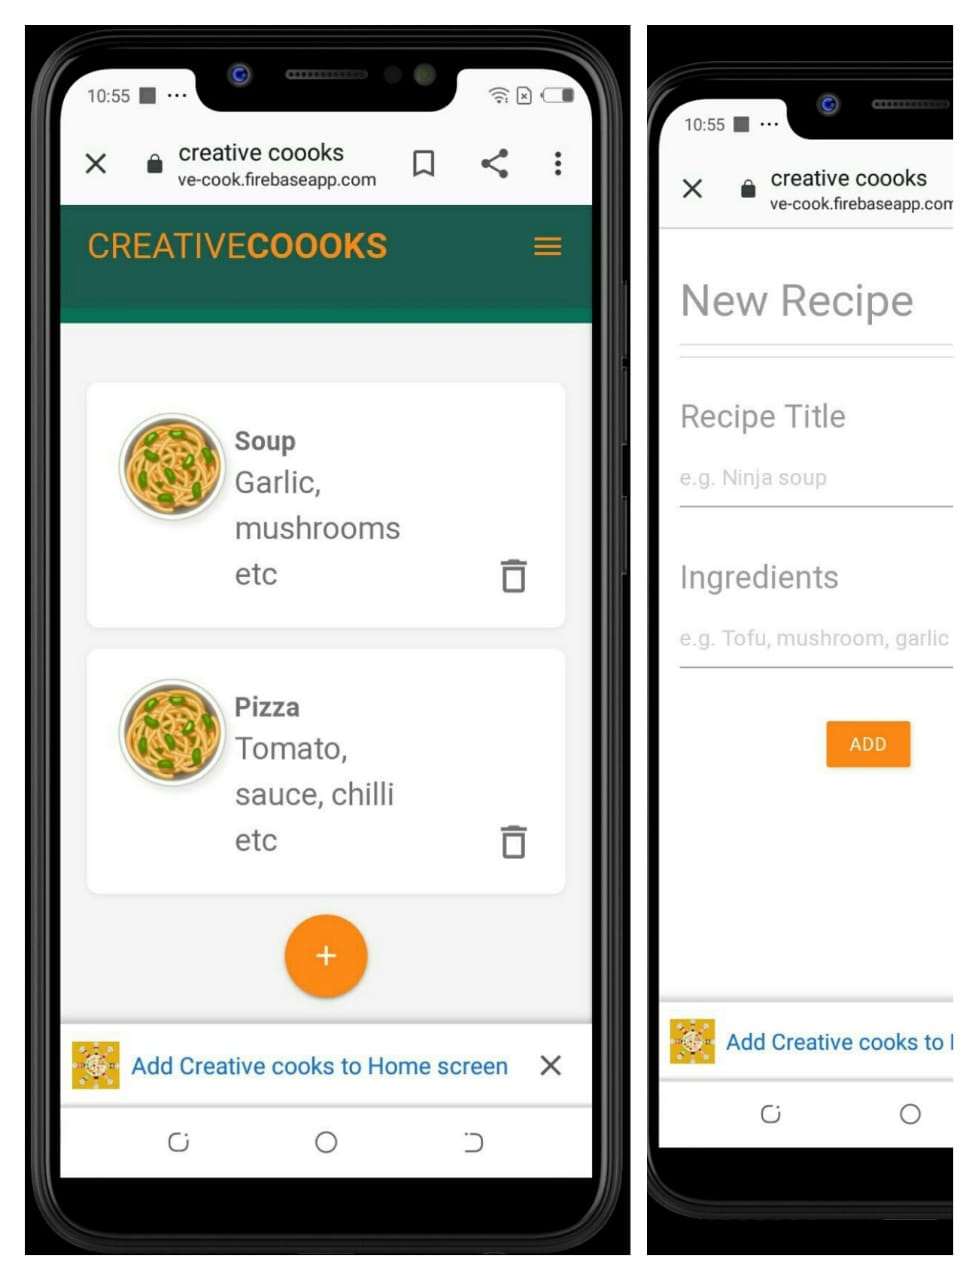 10:55
creative coooks
ve-cook.firebaseapp.com
CREATIVECOOOKS
Soup
Garlic,
mushrooms
etc
Pizza
Tomato,
sauce, chilli
etc
+
Add Creative cooks to Home screen
10:55
creative coooks
ve-cook.firebaseapp.com
New Recipe
Recipe Title
e.g. Ninja soup
Ingredients
e.g. Tofu, mushroom, garlic
ADD
Add Creative cooks to